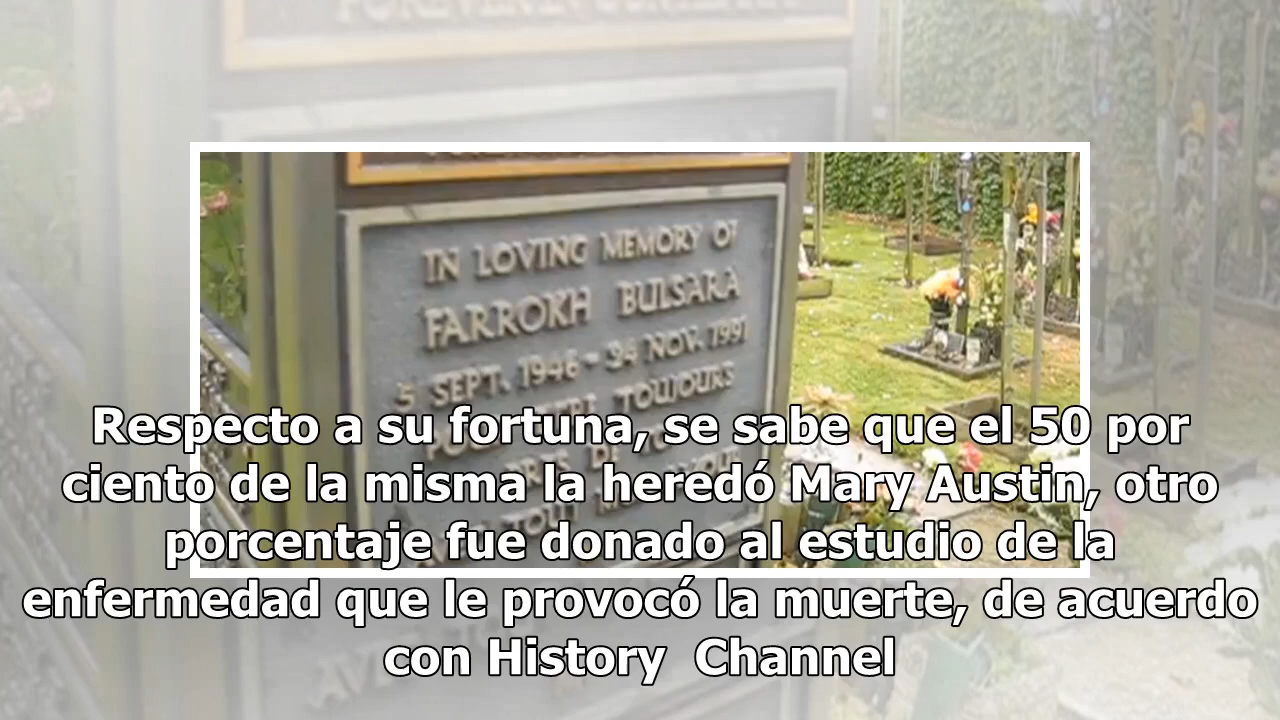 IN LOVING MEMORY OF
FARROKH BULSARA
5 SEPT. 1946 - 24 NOV. 1991
TOUJOURS
Respecto a su fortuna, se sabe que el 50 por
ciento de la misma la heredó Mary Austin, otro
porcentaje fue donado al estudio de la
enfermedad que le provocó la muerte, de acuerdo
con History Channel